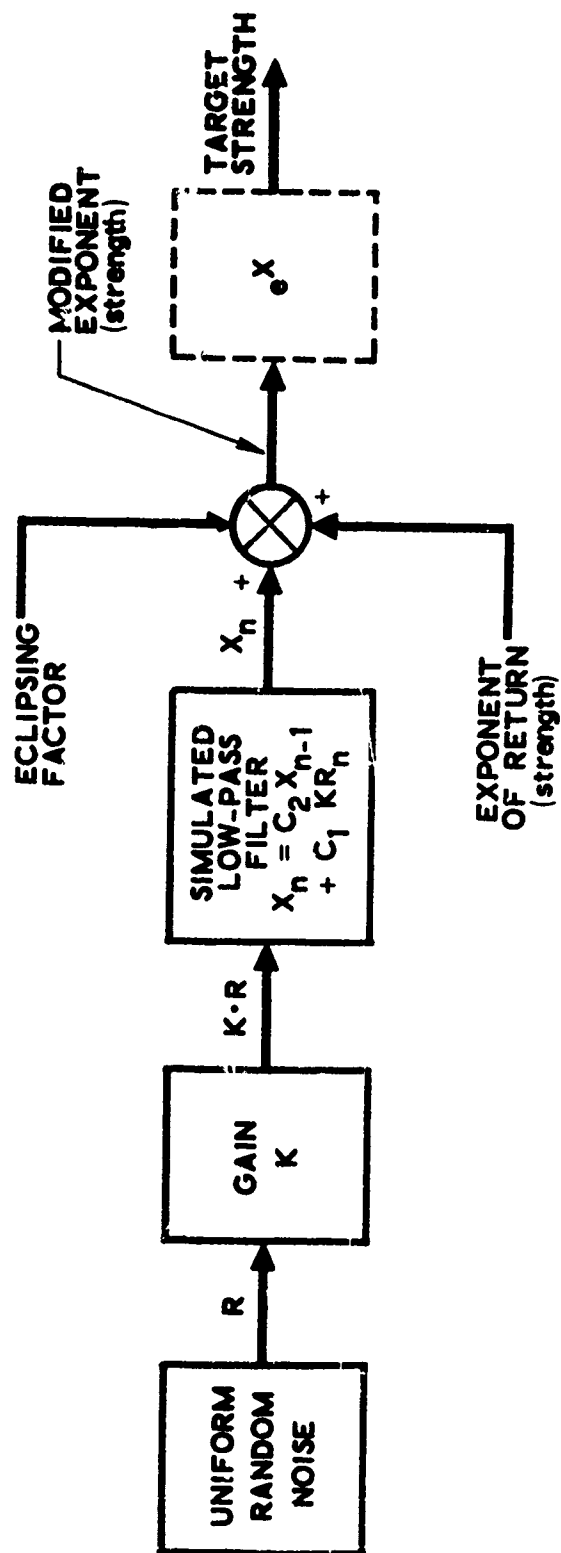 UNIFORM
RANDOM
NOISE
R
GAIN
K
K·R
SIMULATED
LOW-PASS
FILTER
Xn = C2 Xn-1
+ C1 KRn
Xn
+
ECLIPSING
FACTOR
+
EXPONENT
OF RETURN
(strength)
MODIFIED
EXPONENT
(strength)
eX
TARGET
STRENGTH